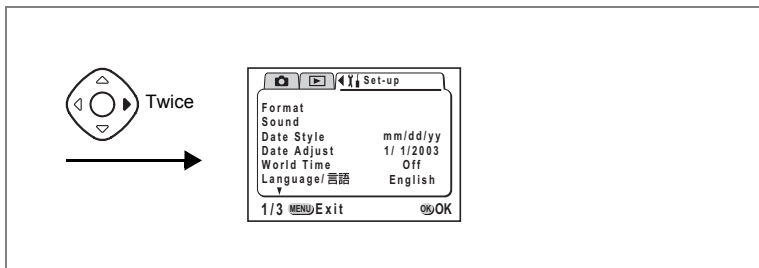 Twice
Set-up
Format
Sound
Date Style mm/dd/yy
Date Adjust 1/ 1/2003
World Time Off
Language/言語 English
1/3 MENU Exit OK OK